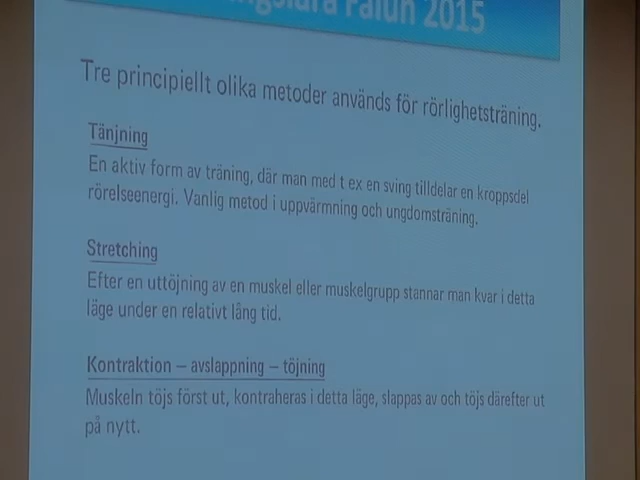 Falun 2015
Tre principiellt olika metoder används för rörlighetsträning.
Tänjning
En aktiv form av träning, där man med t ex en sving tilldelar en kroppsdel
rörelseenergi. Vanlig metod i uppvärmning och ungdomsträning.
Stretching
Efter en uttöjning av en muskel eller muskelgrupp stannar man kvar i detta
läge under en relativt lång tid.
Kontraktion – avslappning – töjning
Muskeln töjs först ut, kontraheras i detta läge, slappas av och töjs därefter ut
på nytt.